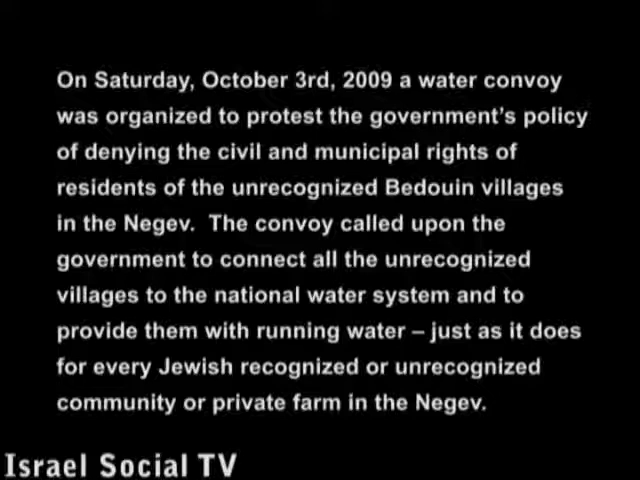 On Saturday, October 3rd, 2009 a water convoy
was organized to protest the government's policy
of denying the civil and municipal rights of
residents of the unrecognized Bedouin villages
in the Negev.  The convoy called upon the
government to connect all the unrecognized
villages to the national water system and to
provide them with running water – just as it does
for every Jewish recognized or unrecognized
community or private farm in the Negev.
Israel Social TV